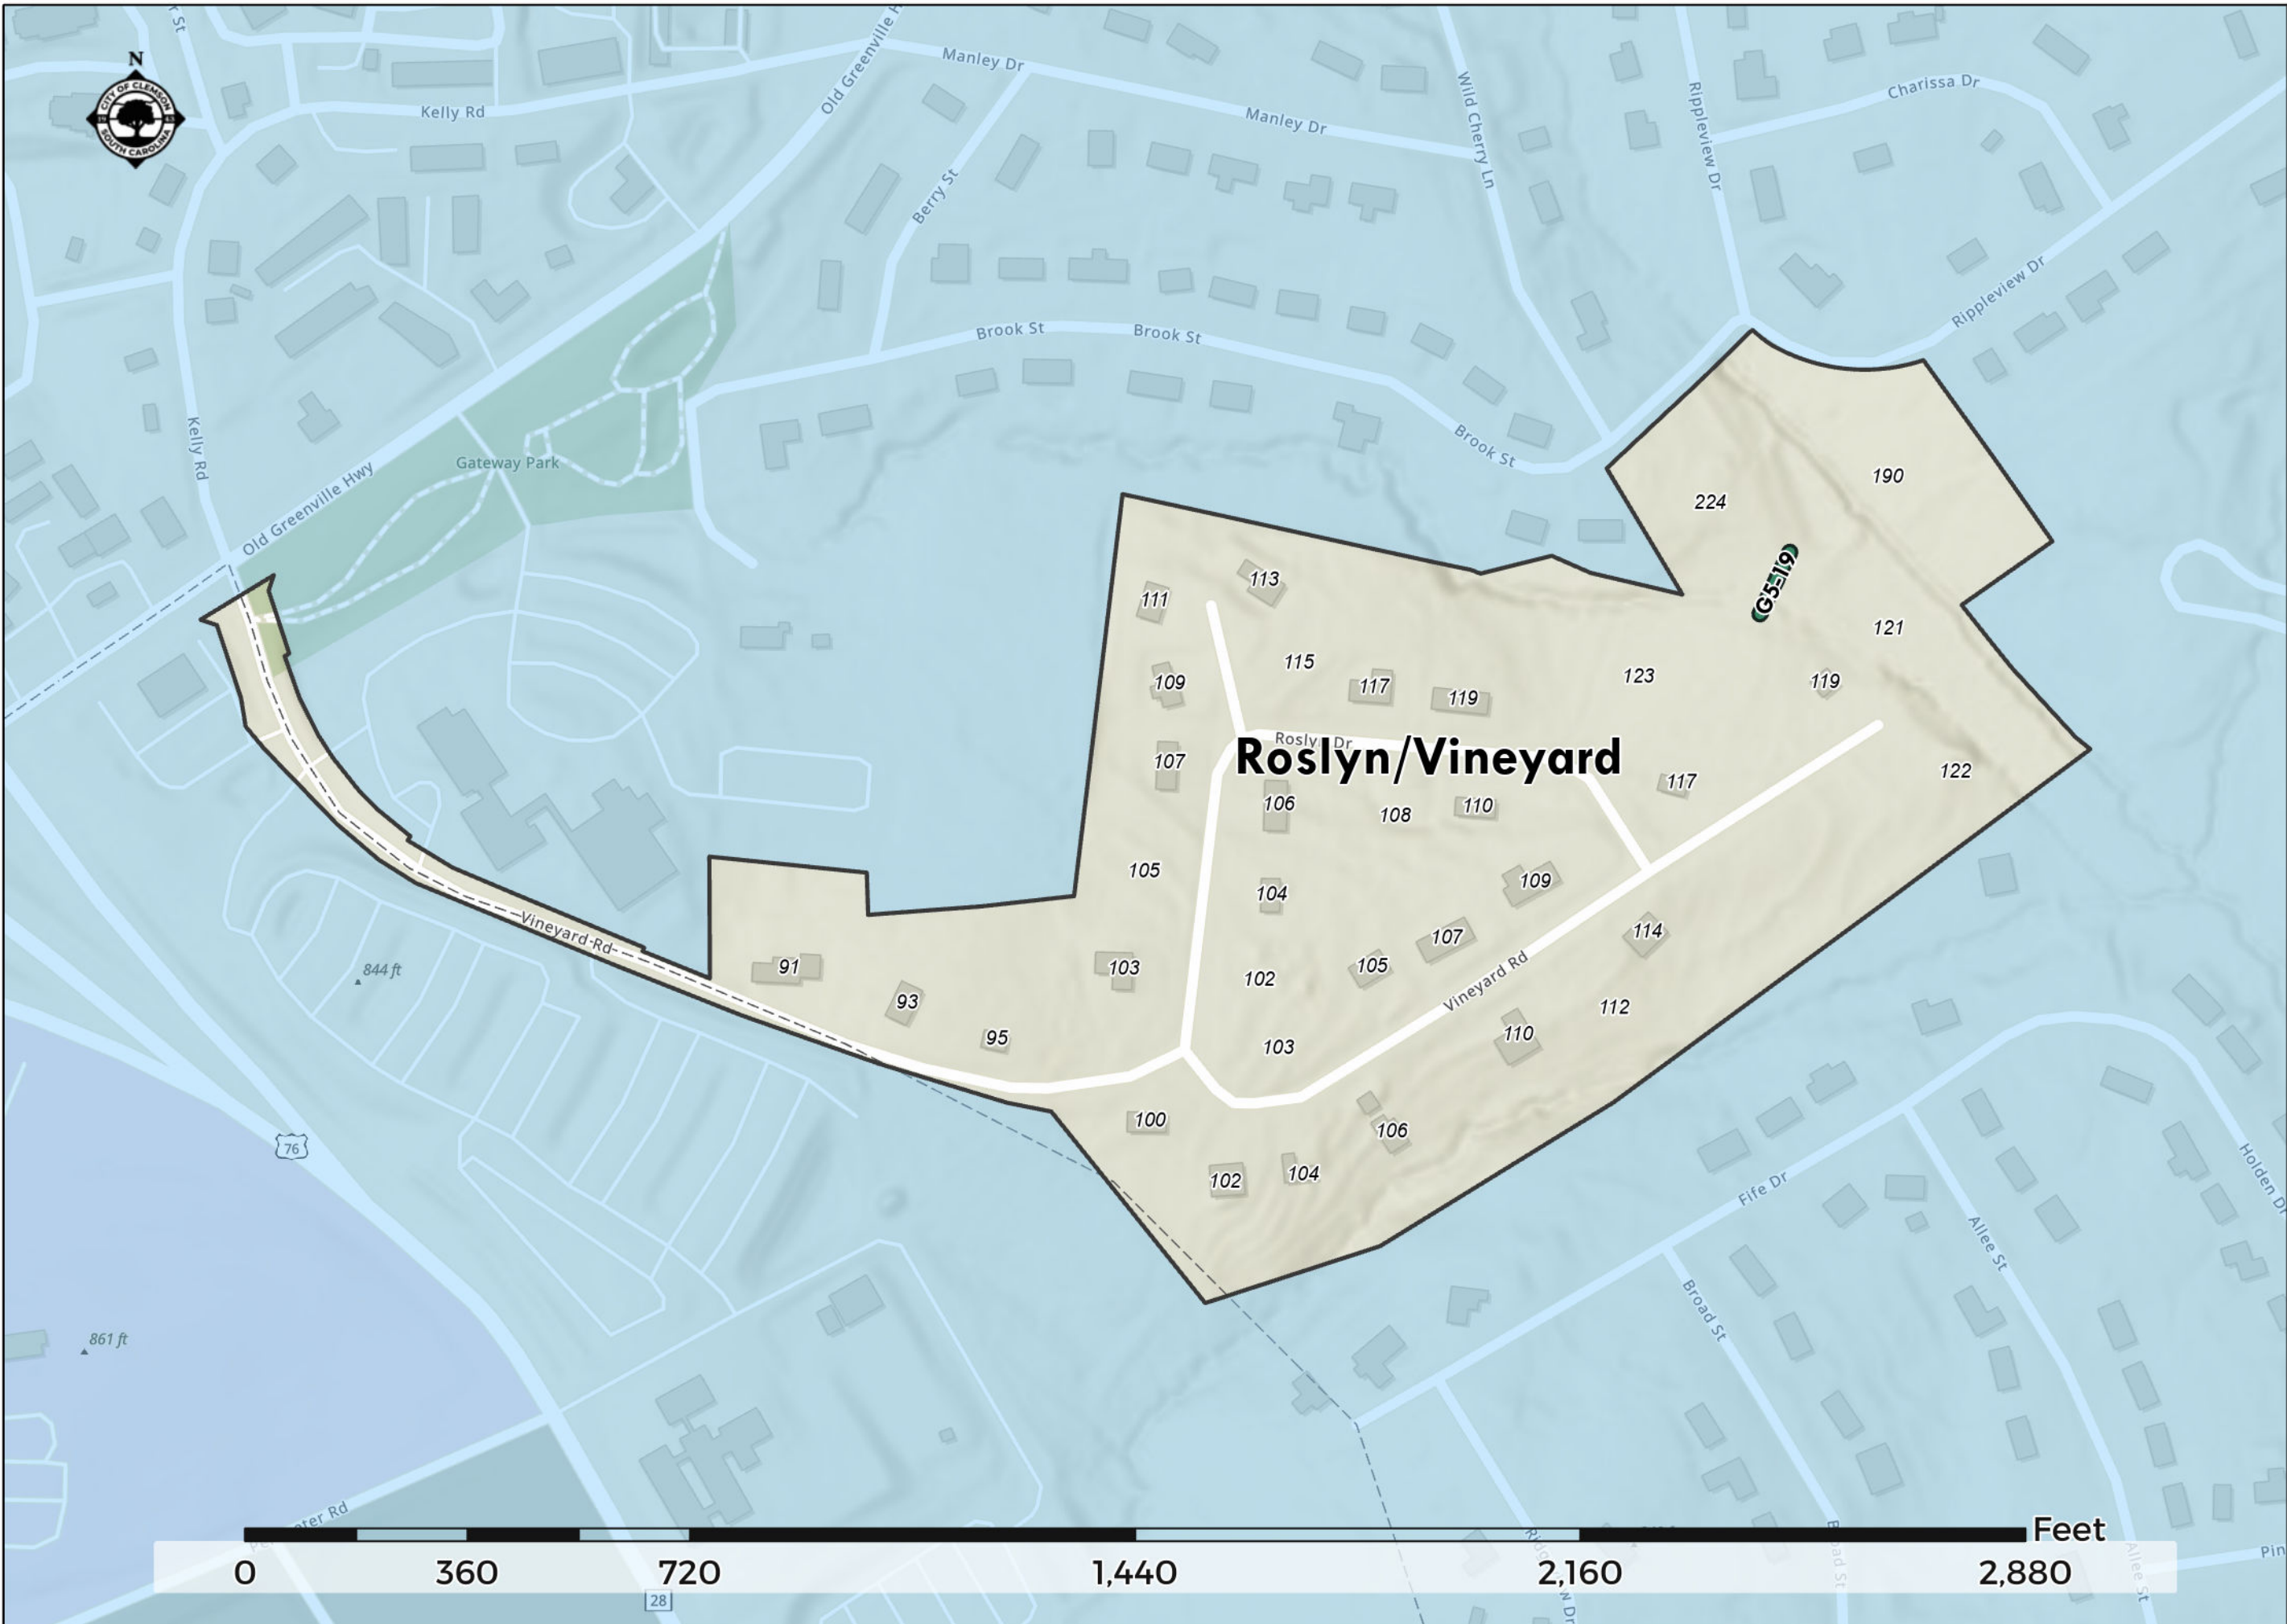 N
CITY OF CLEMSON
SOUTH CAROLINA
Manley Dr
Old Greenville H
Kelly Rd
Manley Dr
Wild Cherry Ln
Rippleview Dr
Charissa Dr
Berry St
Rippleview Dr
Brook St
Brook St
Brook St
Kelly Rd
Gateway Park
Old Greenville Hwy
190
224
G5-19
113
111
121
115
123
109
117
119
119
Roslyn Dr
Roslyn/Vineyard
107
122
117
106
108
110
105
109
104
Vineyard Rd
114
107
844 ft
91
103
105
102
Vineyard Rd
93
112
95
103
110
100
106
76
104
102
Holden Dr
Fife Dr
Allee St
Broad St
861 ft
Feet
0
360
720
1,440
2,160
2,880
28
Allee St
Pin